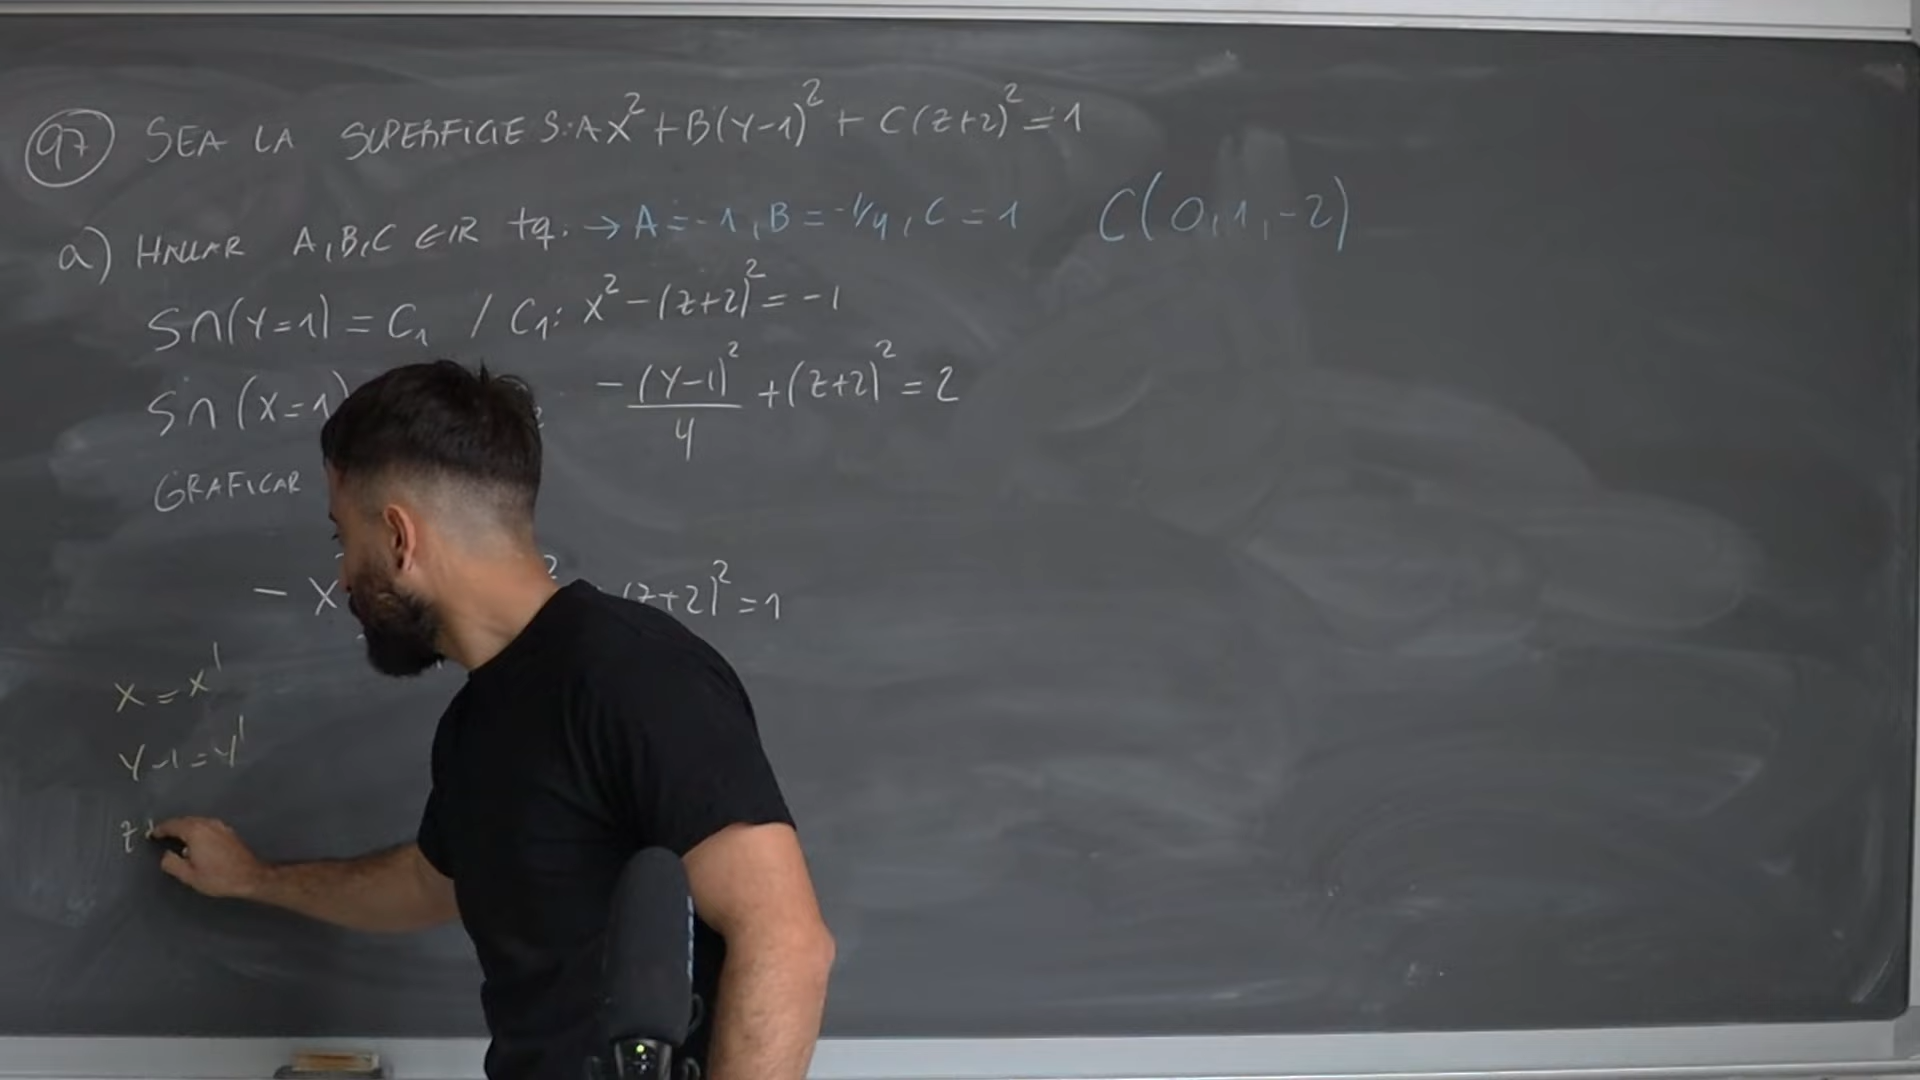 97 SEA LA SUPERFICIE S: Ax² + B(y-1)² + C(z+2)² = 1
a) HALLAR A,B,C ∈ IR tq. → A = -1, B = -1/4, C = 1 C(0,1,-2)
S∩(y=1) = C₁ / C₁: x² - (z+2)² = -1
S∩(x=1) 2 -(y-1)²/4 + (z+2)² = 2
GRAFICAR
- x 2 (z+2)² = 1
x = x'
y-1 = y'
z+